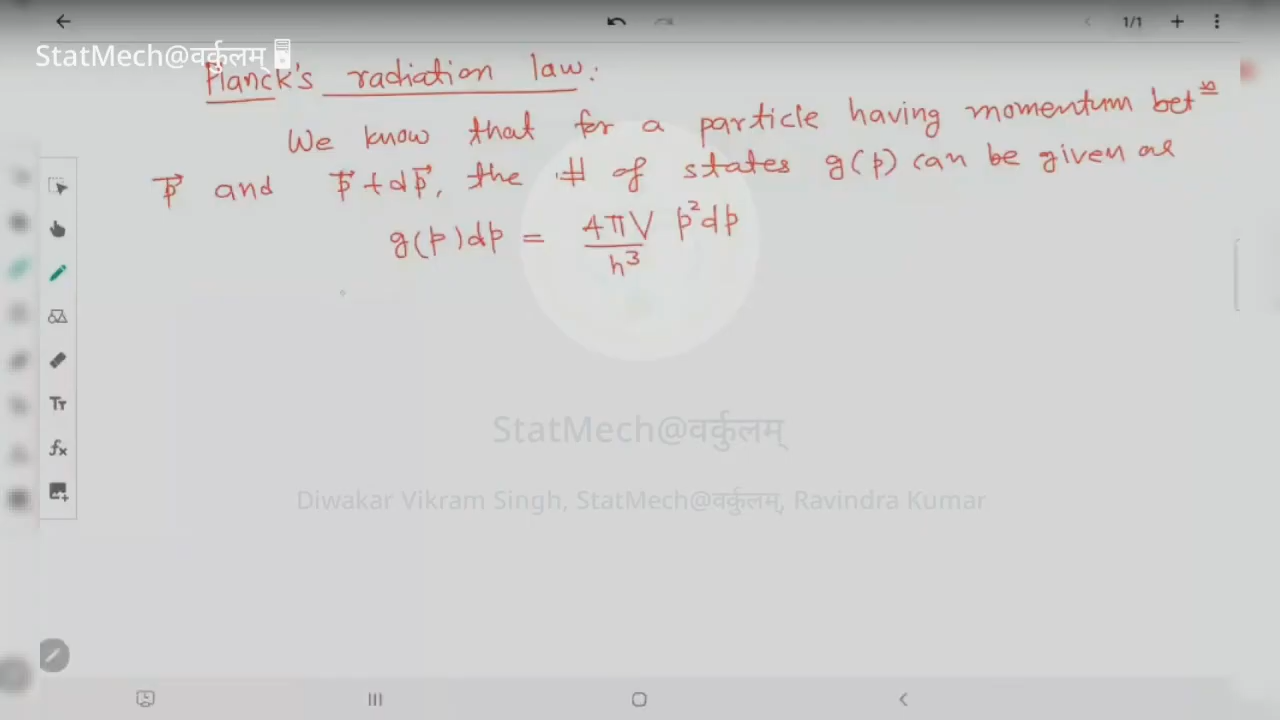 1/1
StatMech@वर्कुलम्
Planck's radiation law:
We know that for a particle having momentum betⁿ
p⃗ and p⃗ + dp⃗, the # of states g(p) can be given as
g(p)dp = 4πV/h³ p²dp
Tт
fx
StatMech@वर्कुलम्
Diwakar Vikram Singh, StatMech@वर्कुलम्, Ravindra Kumar